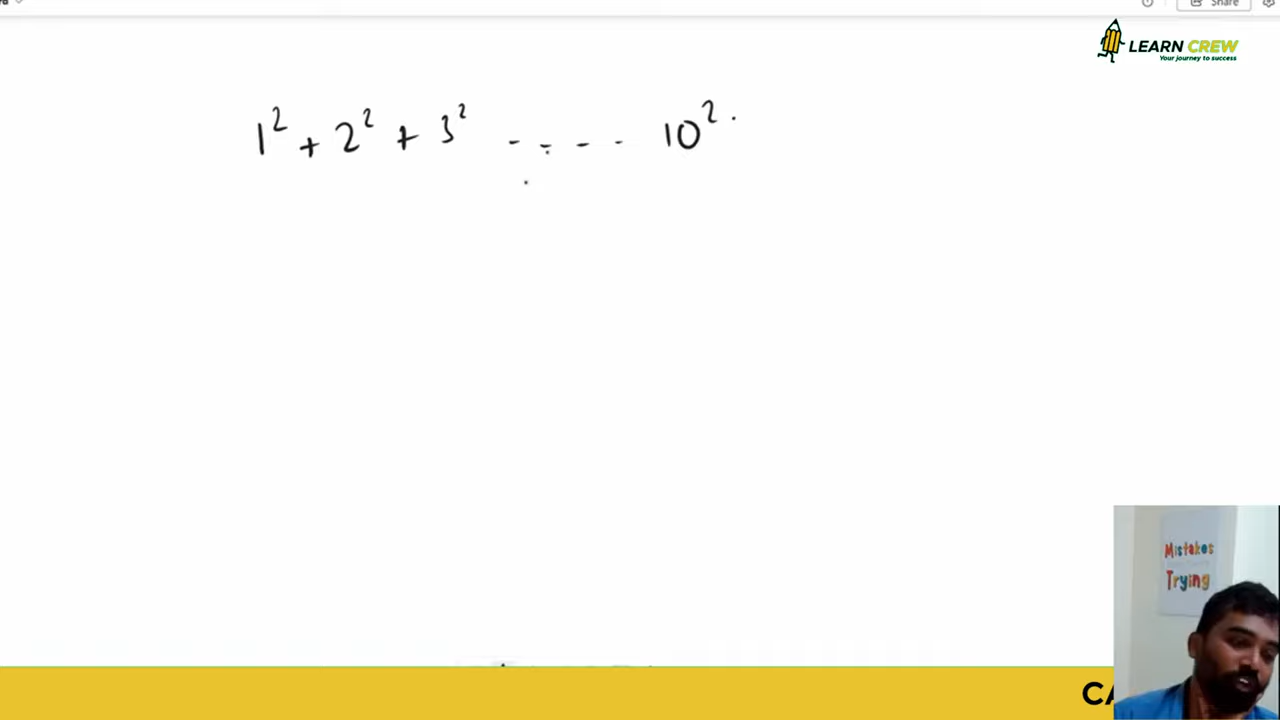 Share
LEARN CREW
Your journey to success
1² + 2² + 3² - - - - 10².
Mistakes
Trying
CA